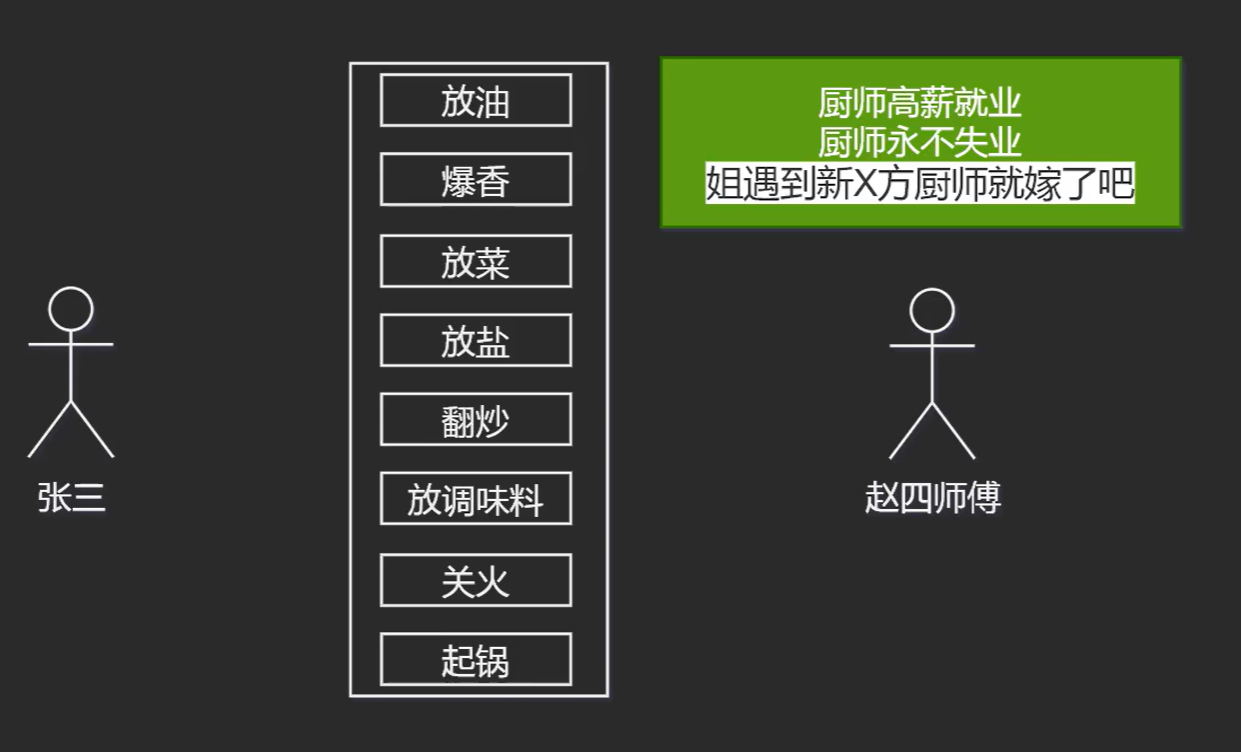 放油
爆香
放菜
放盐
翻炒
放调味料
关火
起锅
厨师高薪就业
厨师永不失业
姐遇到新X方厨师就嫁了吧
张三
赵四师傅